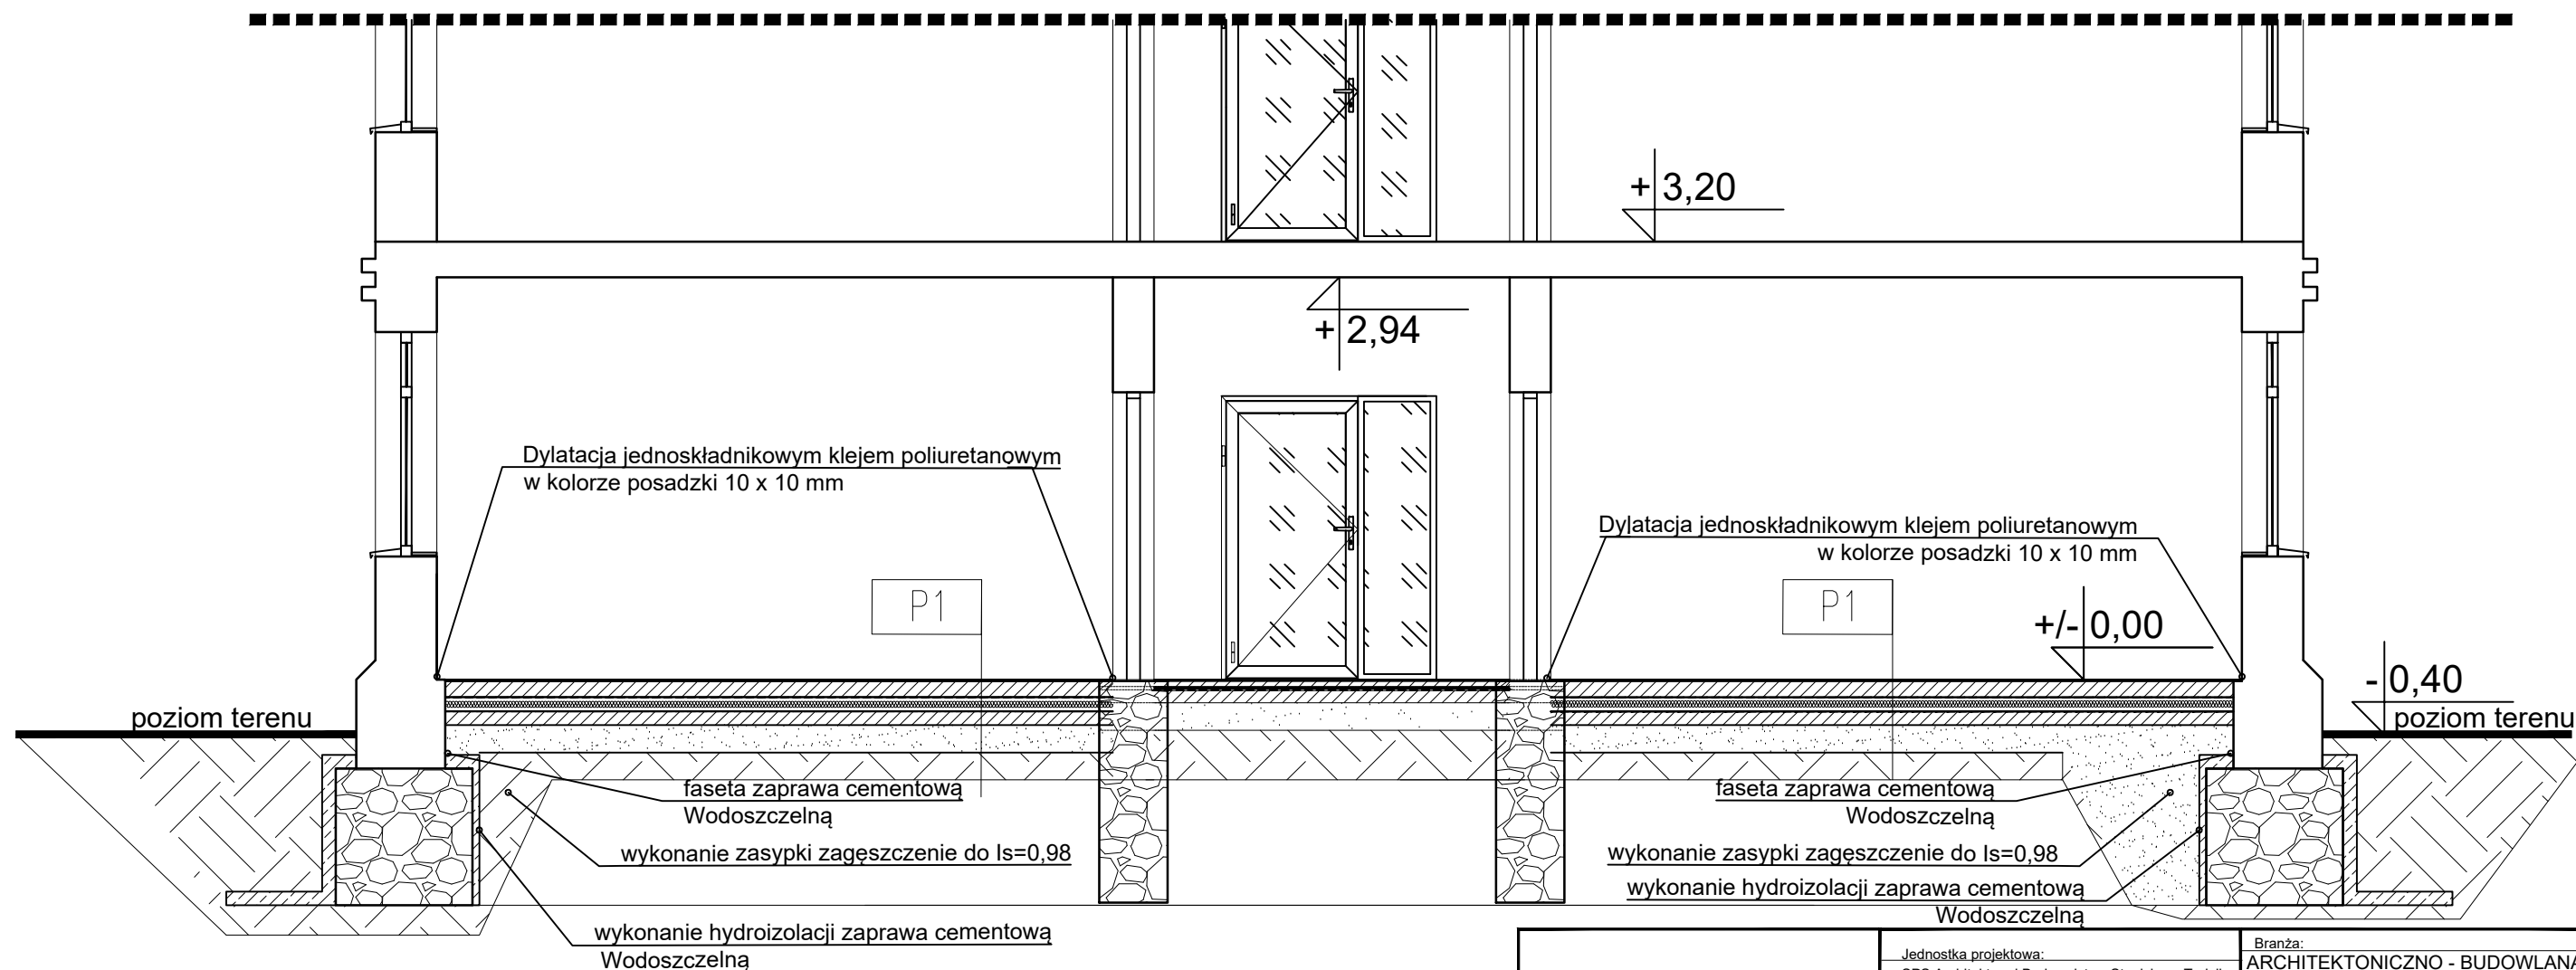 + 3,20
+ 2,94
Dylatacja jednoskładnikowym klejem poliuretanowym
w kolorze posadzki 10 x 10 mm
Dylatacja jednoskładnikowym klejem poliuretanowym
w kolorze posadzki 10 x 10 mm
P1
P1
+/- 0,00
- 0,40
poziom terenu
poziom terenu
faseta zaprawa cementową
Wodoszczelną
faseta zaprawa cementową
Wodoszczelną
wykonanie zasypki zagęszczenie do Is=0,98
wykonanie zasypki zagęszczenie do Is=0,98
wykonanie hydroizolacji zaprawa cementową
Wodoszczelną
wykonanie hydroizolacji zaprawa cementową
Wodoszczelną
Jednostka projektowa:
Branża:
ARCHITEKTONICZNO - BUDOWLANA